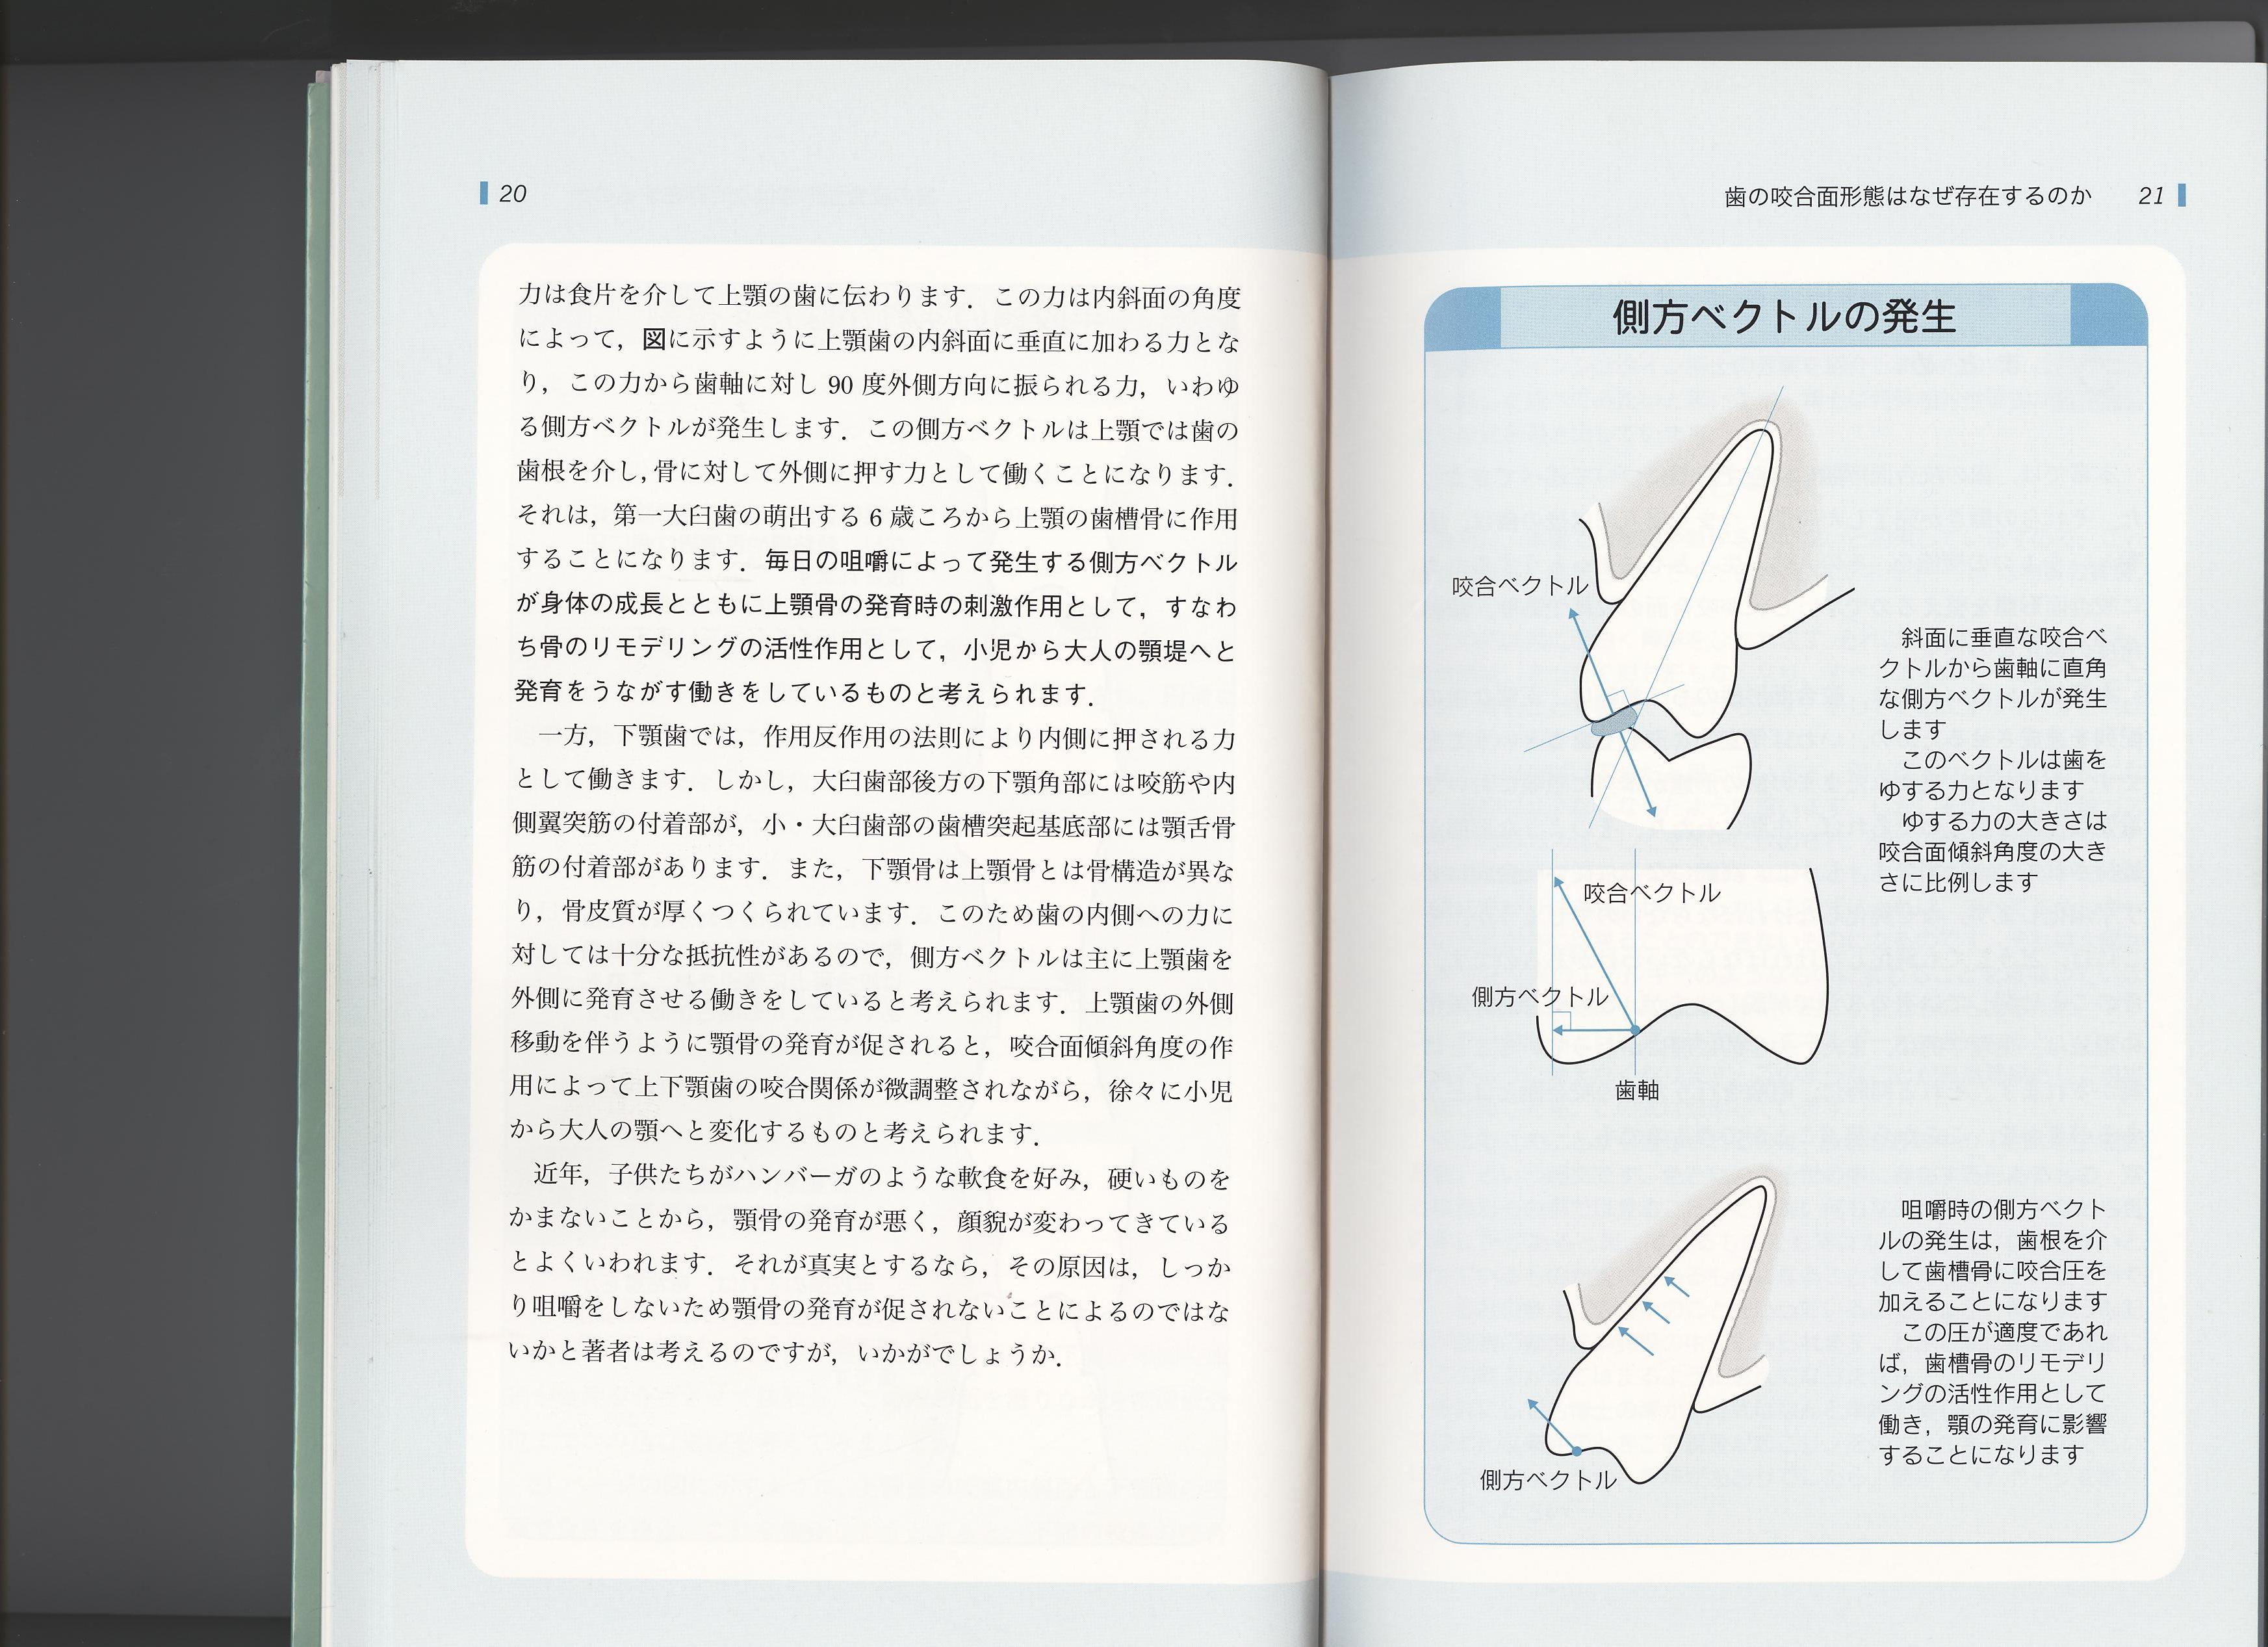 20
力は食片を介して上顎の歯に伝わります．この力は内斜面の角度
によって，図に示すように上顎歯の内斜面に垂直に加わる力とな
り，この力から歯軸に対し 90 度外側方向に振られる力，いわゆ
る側方ベクトルが発生します．この側方ベクトルは上顎では歯の
歯根を介し，骨に対して外側に押す力として働くことになります．
それは，第一大臼歯の萌出する 6 歳ころから上顎の歯槽骨に作用
することになります．毎日の咀嚼によって発生する側方ベクトル
が身体の成長とともに上顎骨の発育時の刺激作用として，すなわ
ち骨のリモデリングの活性作用として，小児から大人の顎堤へと
発育をうながす働きをしているものと考えられます．
一方，下顎歯では，作用反作用の法則により内側に押される力
として働きます．しかし，大臼歯部後方の下顎角部には咬筋や内
側翼突筋の付着部が，小・大臼歯部の歯槽突起基底部には顎舌骨
筋の付着部があります．また，下顎骨は上顎骨とは骨構造が異な
り，骨皮質が厚くつくられています．このため歯の内側への力に
対しては十分な抵抗性があるので，側方ベクトルは主に上顎歯を
外側に発育させる働きをしていると考えられます．上顎歯の外側
移動を伴うように顎骨の発育が促されると，咬合面傾斜角度の作
用によって上下顎歯の咬合関係が微調整されながら，徐々に小児
から大人の顎へと変化するものと考えられます．
近年，子供たちがハンバーガのような軟食を好み，硬いものを
かまないことから，顎骨の発育が悪く，顔貌が変わってきている
とよくいわれます．それが真実とするなら，その原因は，しっか
り咀嚼をしないため顎骨の発育が促されないことによるのではな
いかと著者は考えるのですが，いかがでしょうか．
歯の咬合面形態はなぜ存在するのか 21
側方ベクトルの発生
咬合ベクトル
斜面に垂直な咬合ベ
クトルから歯軸に直角
な側方ベクトルが発生
します
このベクトルは歯を
ゆする力となります
ゆする力の大きさは
咬合面傾斜角度の大き
さに比例します
咬合ベクトル
側方ベクトル
歯軸
咀嚼時の側方ベクト
ルの発生は，歯根を介
して歯槽骨に咬合圧を
加えることになります
この圧が適度であれ
ば，歯槽骨のリモデリ
ングの活性作用として
働き，顎の発育に影響
することになります
側方ベクトル